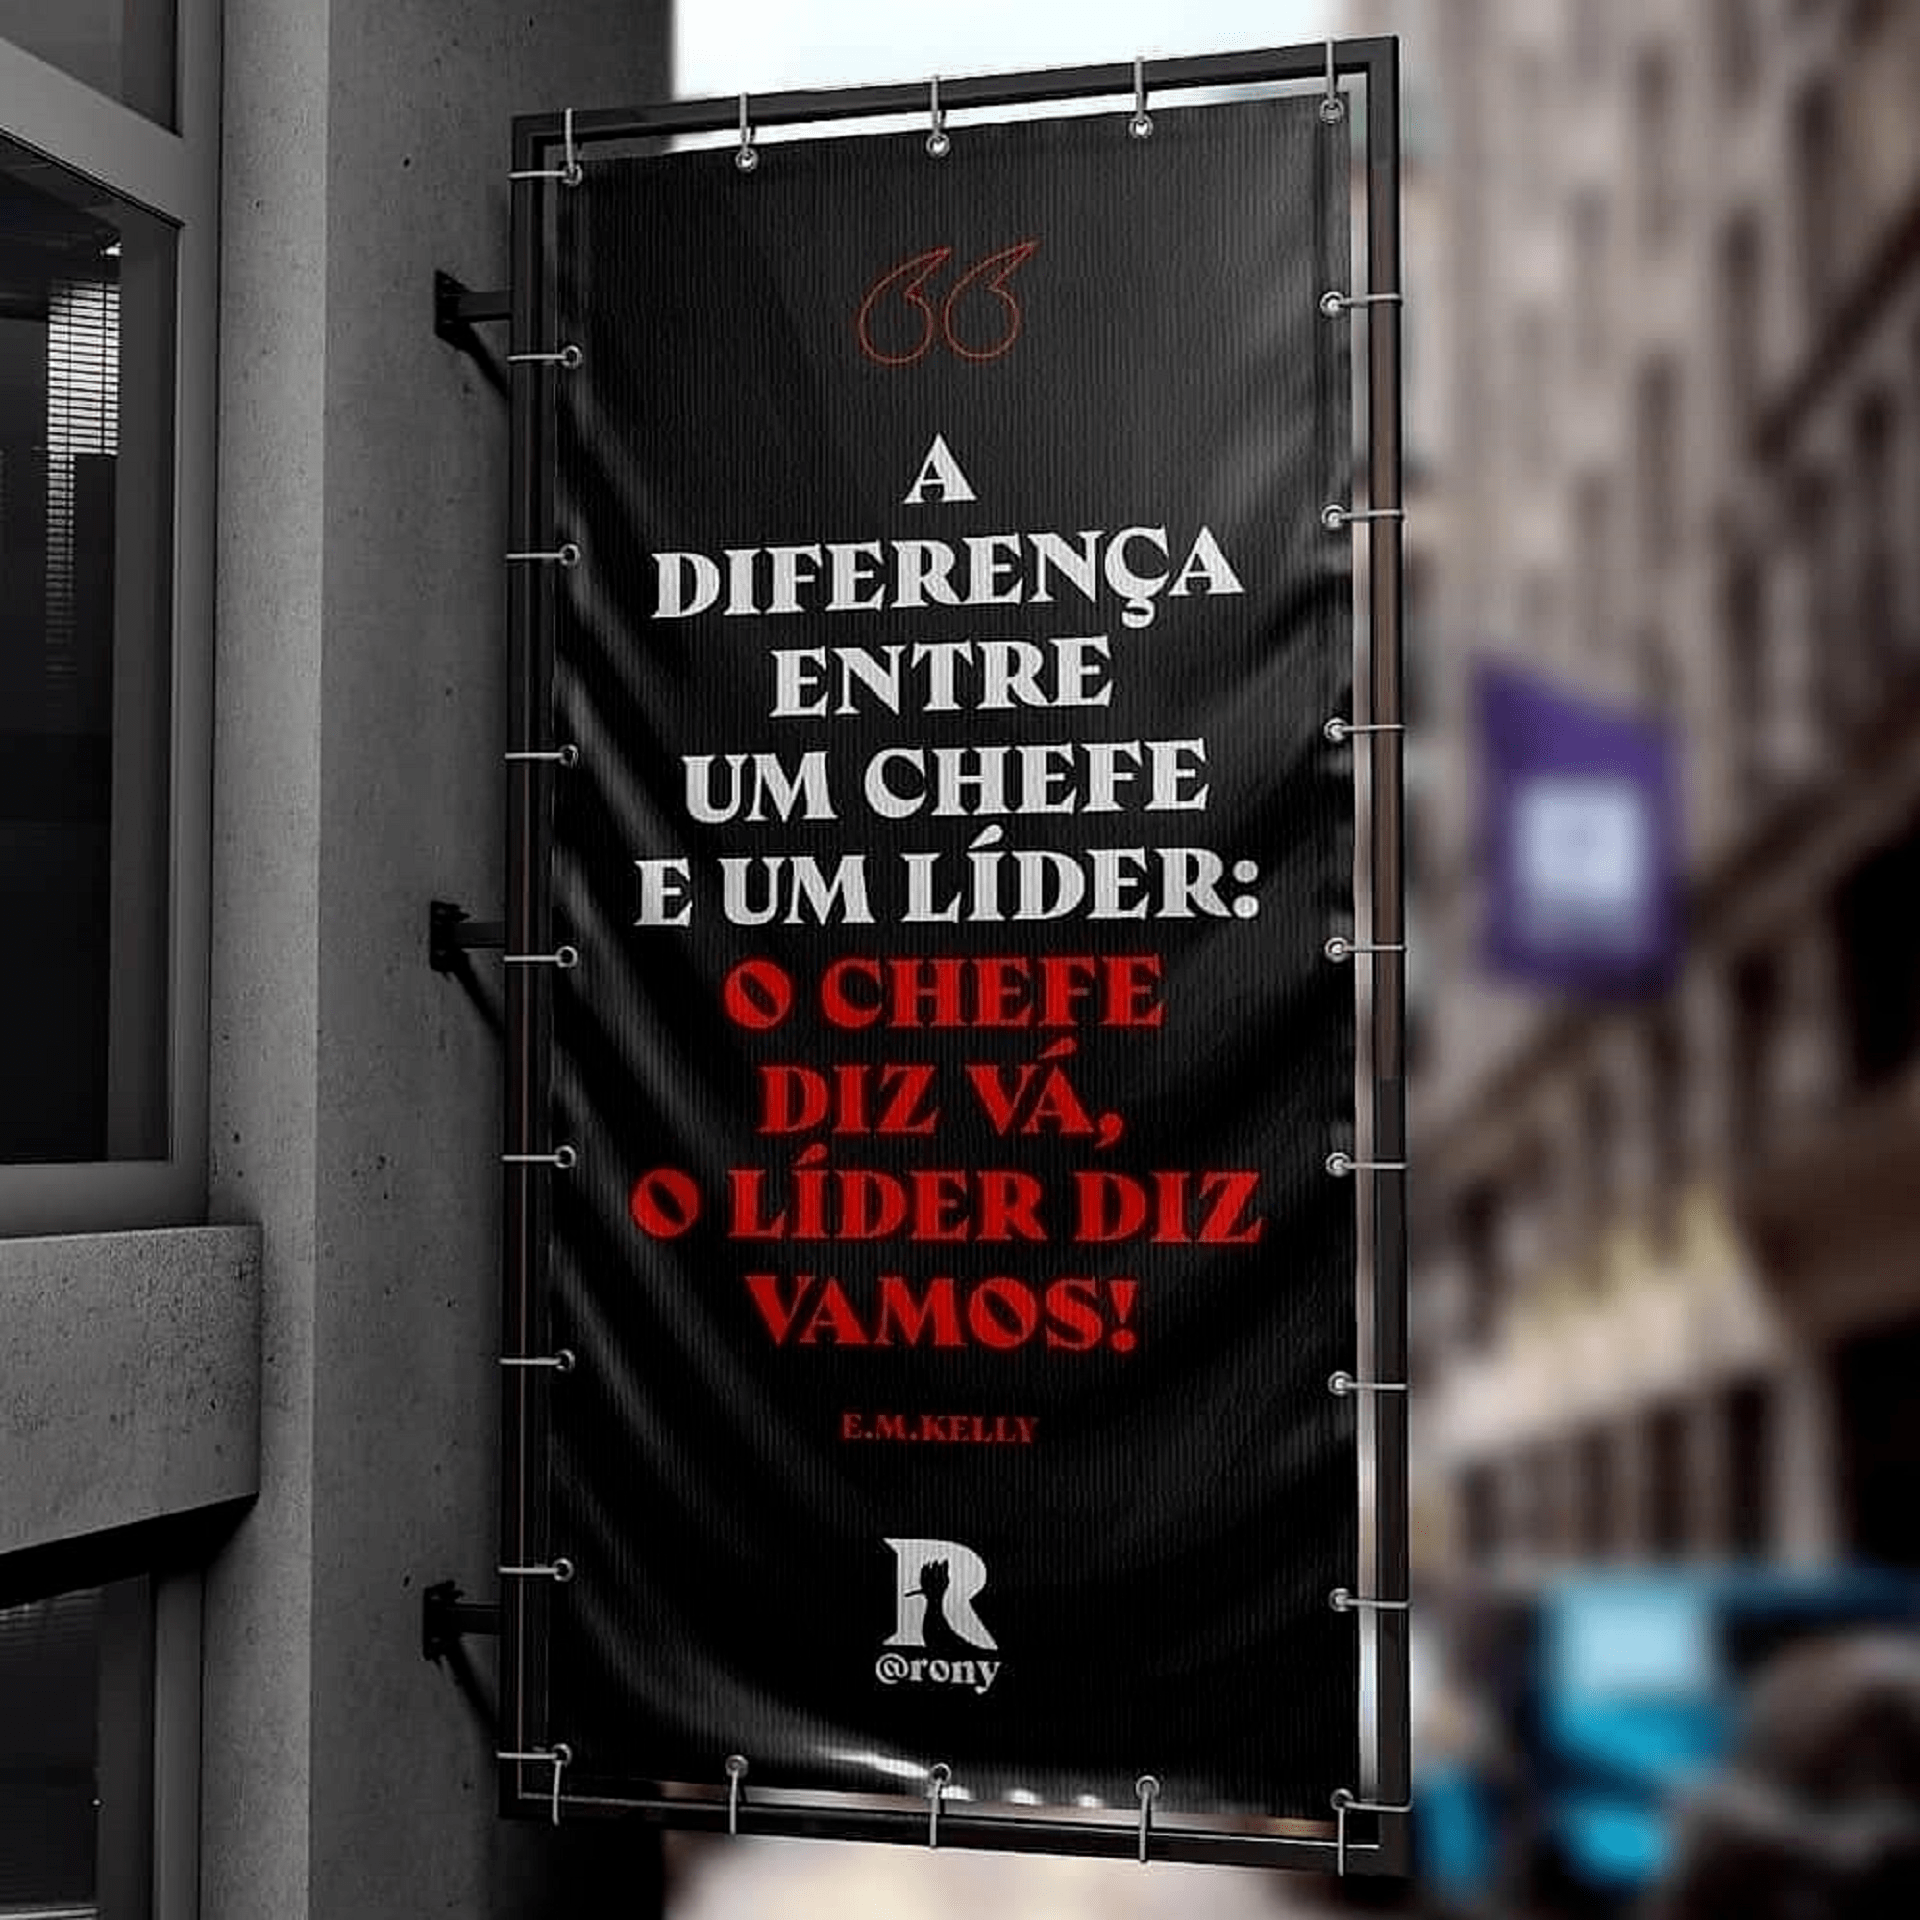 A
DIFERENÇA
ENTRE
UM CHEFE
E UM LÍDER:
O CHEFE
DIZ VÁ,
O LÍDER DIZ
VAMOS!
E.M.KELLY
R
@rony